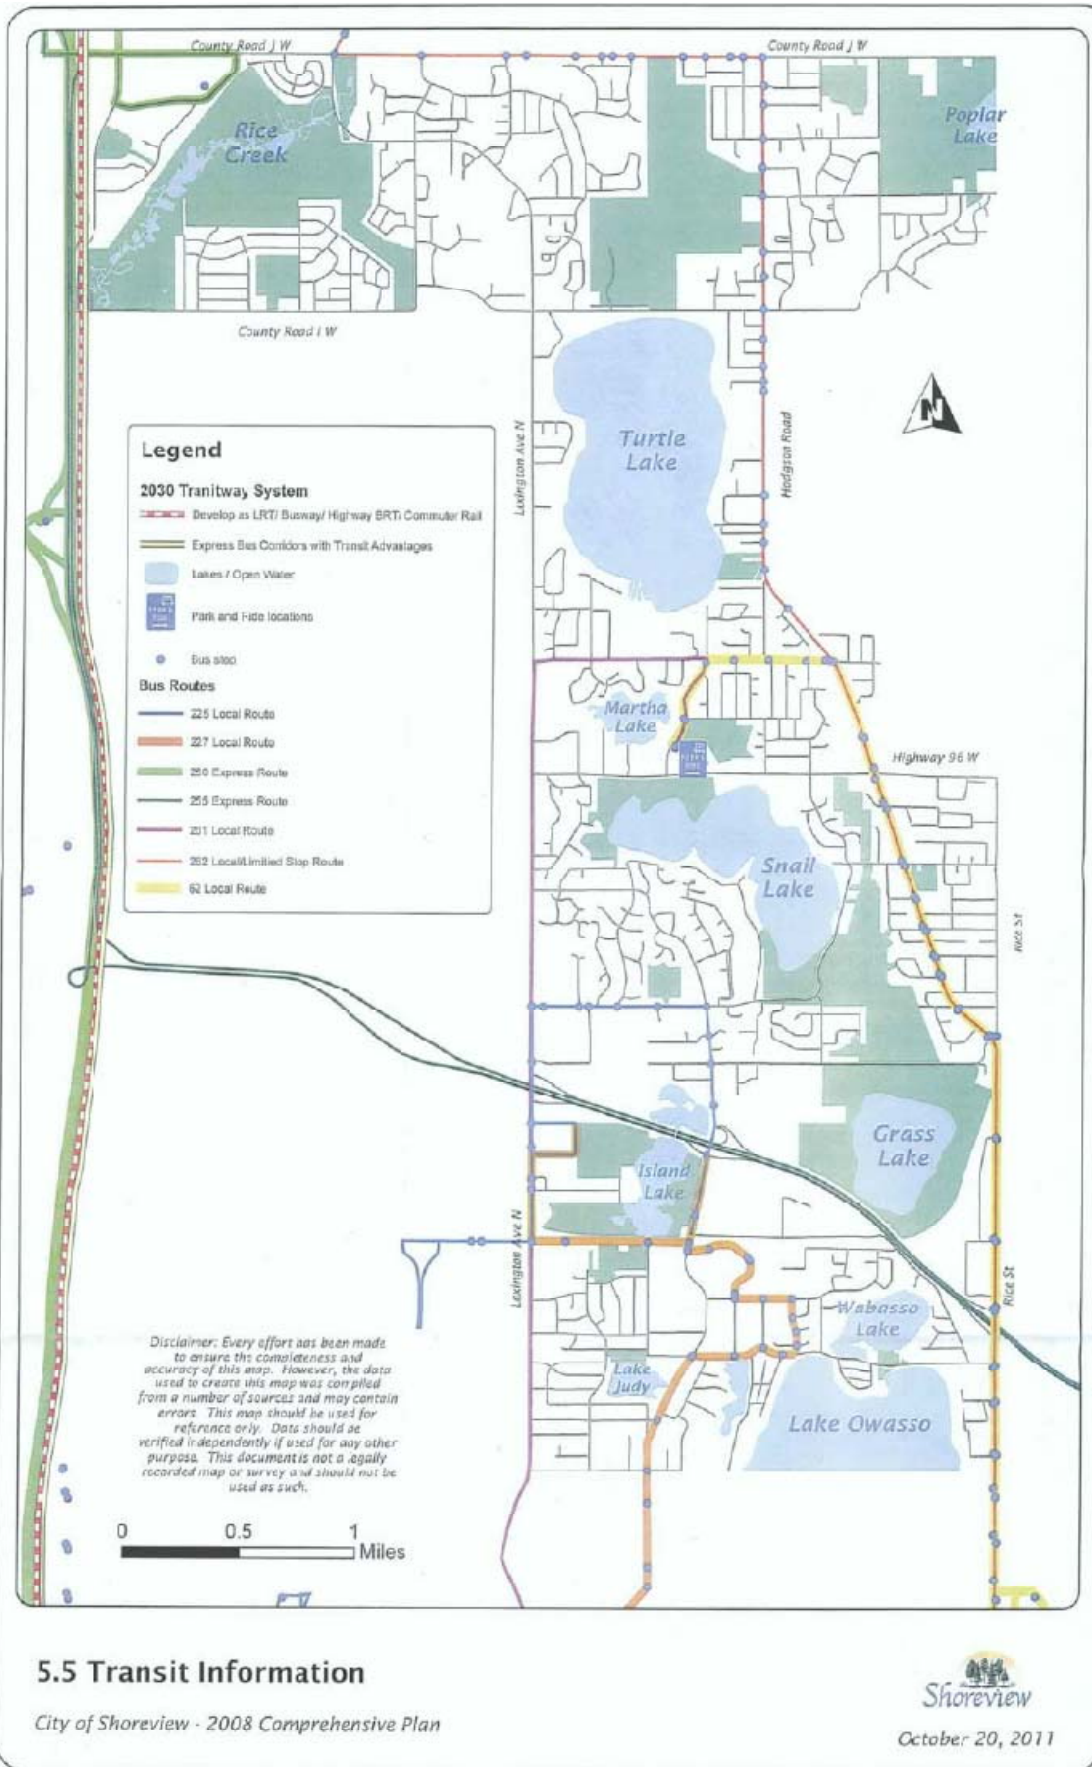 County Road J W
County Road J W
Rice
Creek
Poplar
Lake
County Road I W
Turtle
Lake
Lexington Ave N
Hodgson Road
N
Legend
2030 Tranitway System
Develop as LRT/ Busway/ Highway BRT/ Commuter Rail
Express Bus Corridors with Transit Advantages
Lakes / Open Water
Park and Ride locations
Bus stop
Bus Routes
225 Local Route
227 Local Route
250 Express Route
255 Express Route
261 Local Route
262 Local/Limitied Stop Route
62 Local Route
Martha
Lake
Highway 96 W
Snail
Lake
Rice St
Grass
Lake
Island
Lake
Lexington Ave N
Rice St
Wabasso
Lake
Lake
Judy
Lake Owasso
Disclaimer: Every effort has been made
to ensure the completeness and
accuracy of this map. However, the data
used to create this map was compiled
from a number of sources and may contain
errors. This map should be used for
reference only. Data should be
verified independently if used for any other
purpose. This document is not a legally
recorded map or survey and should not be
used as such.
0 0.5 1
Miles
5.5 Transit Information
City of Shoreview - 2008 Comprehensive Plan
Shoreview
October 20, 2011